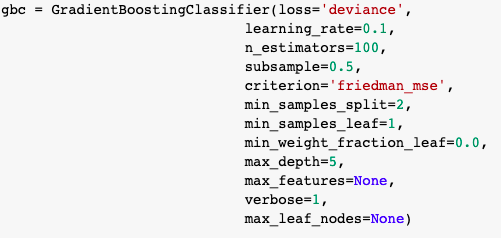 gbc = GradientBoostingClassifier(loss='deviance',
learning_rate=0.1,
n_estimators=100,
subsample=0.5,
criterion='friedman_mse',
min_samples_split=2,
min_samples_leaf=1,
min_weight_fraction_leaf=0.0,
max_depth=5,
max_features=None,
verbose=1,
max_leaf_nodes=None)